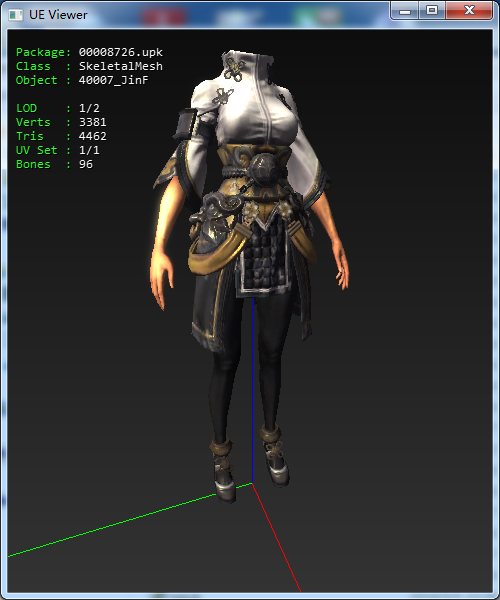 UE Viewer
Package: 00008726.upk
Class : SkeletalMesh
Object : 40007_JinF
LOD : 1/2
Verts : 3381
Tris : 4462
UV Set : 1/1
Bones : 96